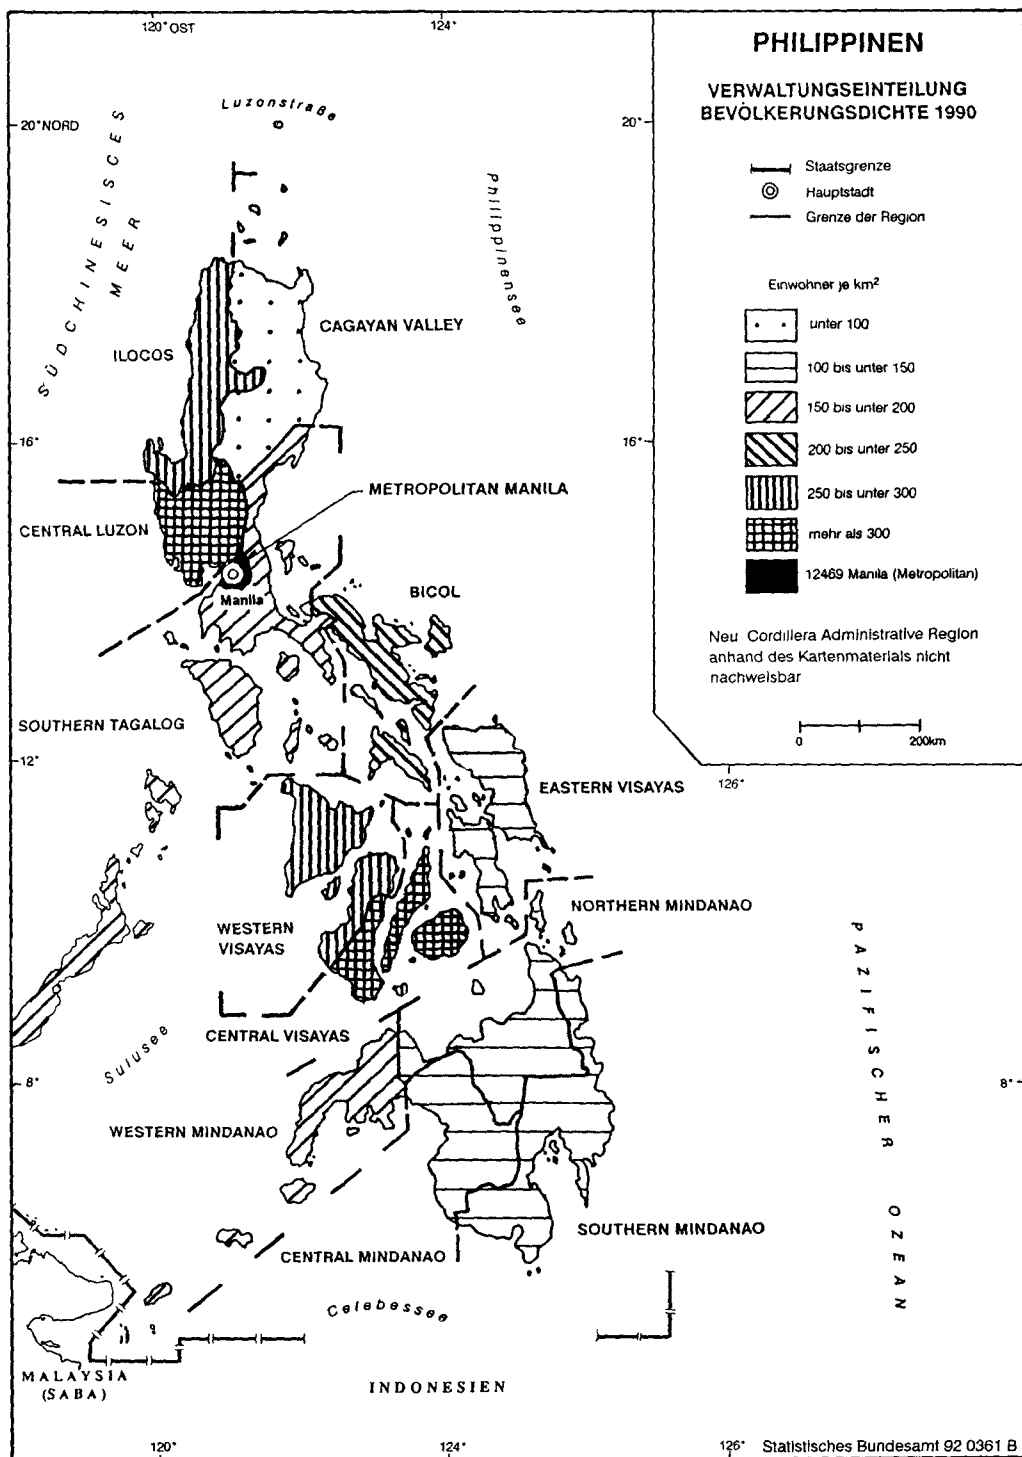 120° OST
124°
PHILIPPINEN
VERWALTUNGSEINTEILUNG
BEVÖLKERUNGSDICHTE 1990
Luzonstraße
20° NORD
20°
Staatsgrenze
Hauptstadt
Grenze der Region
SÜDCHINESISCES
MEER
Philippinensee
Einwohner je km²
unter 100
100 bis unter 150
150 bis unter 200
200 bis unter 250
250 bis unter 300
mehr als 300
12469 Manila (Metropolitan)
Neu Cordillera Administrative Region
anhand des Kartenmaterials nicht
nachweisbar
0 200km
CAGAYAN VALLEY
ILOCOS
16°
16°
METROPOLITAN MANILA
CENTRAL LUZON
Manila
BICOL
SOUTHERN TAGALOG
12°
126°
EASTERN VISAYAS
NORTHERN MINDANAO
WESTERN
VISAYAS
PAZIFISCHER OZEAN
CENTRAL VISAYAS
Sulusee
8°
8°
WESTERN MINDANAO
SOUTHERN MINDANAO
CENTRAL MINDANAO
Celebessee
MALAYSIA
(SABA)
INDONESIEN
120°
124°
126°
Statistisches Bundesamt 92 0361 B